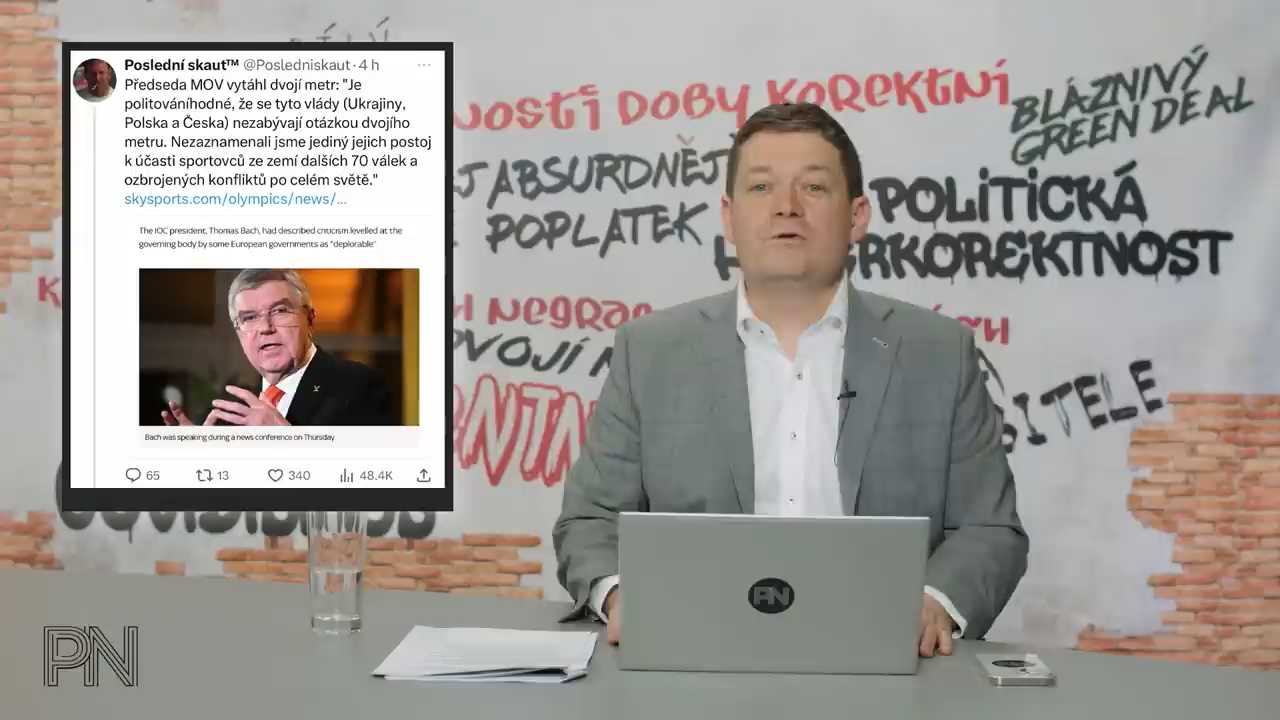 Poslední skaut™ @Posledniskaut · 4 h
Předseda MOV vytáhl dvojí metr: "Je
politováníhodné, že se tyto vlády (Ukrajiny,
Polska a Česka) nezabývají otázkou dvojího
metru. Nezaznamenali jsme jediný jejich postoj
k účasti sportovců ze zemí dalších 70 válek a
ozbrojených konfliktů po celém světě."
skysports.com/olympics/news/...
The IOC president, Thomas Bach, had described criticism levelled at the
governing body by some European governments as "deplorable"
Bach was speaking during a news conference on Thursday
65 13 340 48.4K
DOBY KOREKTNÍ
BLÁZNIVÝ
GREEN DEAL
POPLATEK
POLITICKÁ
PN
PN